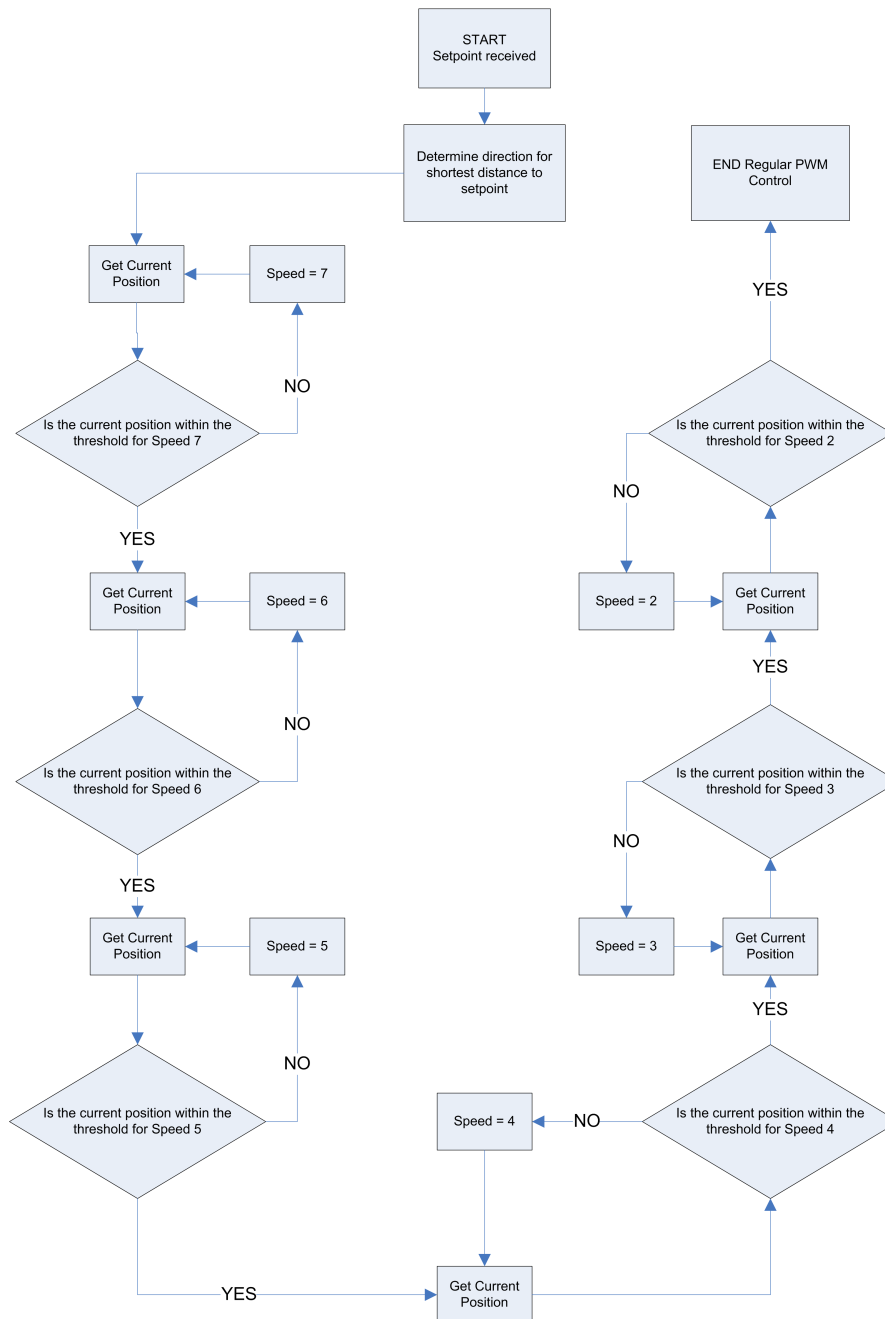 START
Setpoint received
Determine direction for
shortest distance to
setpoint
Get Current
Position
Speed = 7
NO
Is the current position within the
threshold for Speed 7
YES
Get Current
Position
Speed = 6
NO
Is the current position within the
threshold for Speed 6
YES
Get Current
Position
Speed = 5
NO
Is the current position within the
threshold for Speed 5
YES
Get Current
Position
Speed = 4
NO
Is the current position within the
threshold for Speed 4
YES
Get Current
Position
Speed = 3
NO
Is the current position within the
threshold for Speed 3
YES
Get Current
Position
Speed = 2
NO
Is the current position within the
threshold for Speed 2
YES
END Regular PWM
Control